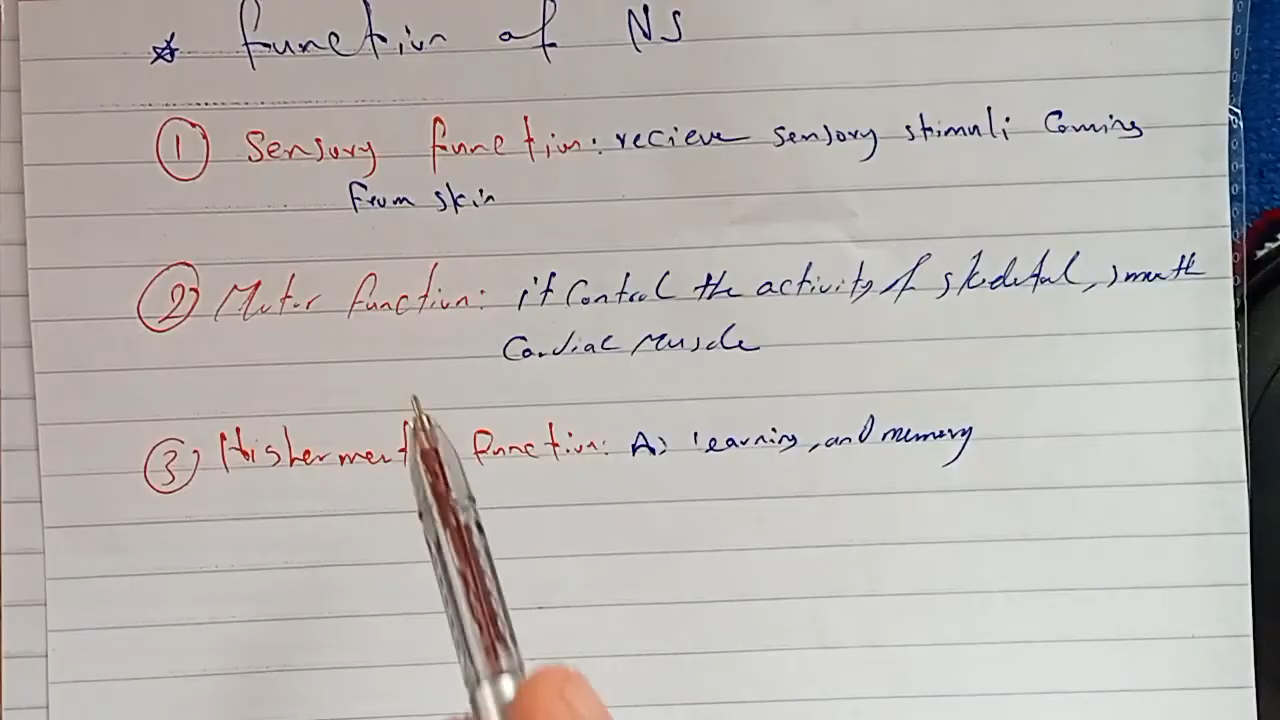 * function of NS
① Sensory function: recieve sensory stimuli Coming
From skin
② Motor function: it Control the activity of skeletal, smooth
Cardiac Muscle
③ Higher function: As learning, and memory